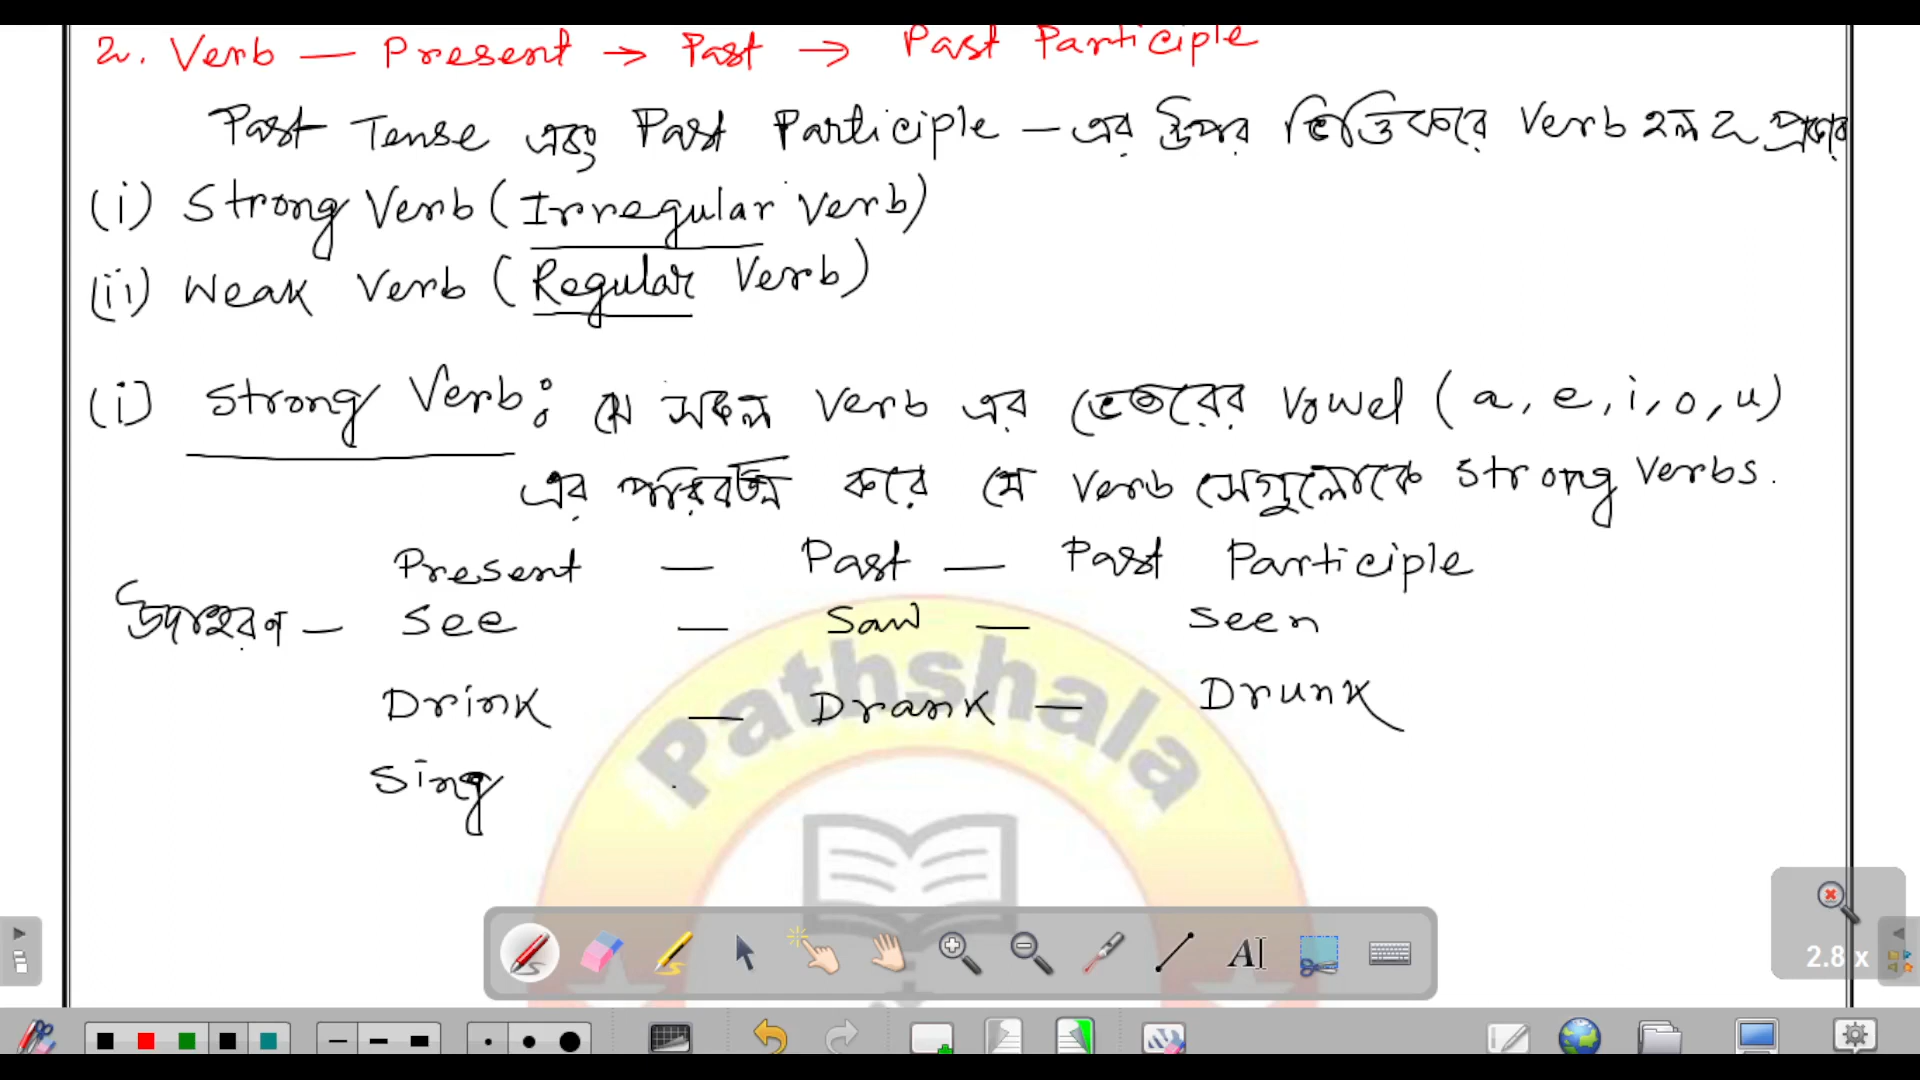 2. Verb — Present → Past → Past Participle
Past Tense এবং Past Participle — এর উপর ভিত্তি করে Verb হল 2 প্রকার
(i) Strong Verb (Irregular Verb)
(ii) Weak Verb (Regular Verb)
(i) Strong Verb : যে সকল Verb এর ভেতরের Vowel (a, e, i, o, u)
এর পরিবর্তন করে যে Verb সেগুলোকে Strong Verbs.
Present — Past — Past Participle
উদাহরণ — See — Saw — Seen
Drink — Drank — Drunk
Sing
Pathshala
AI
2.8 x